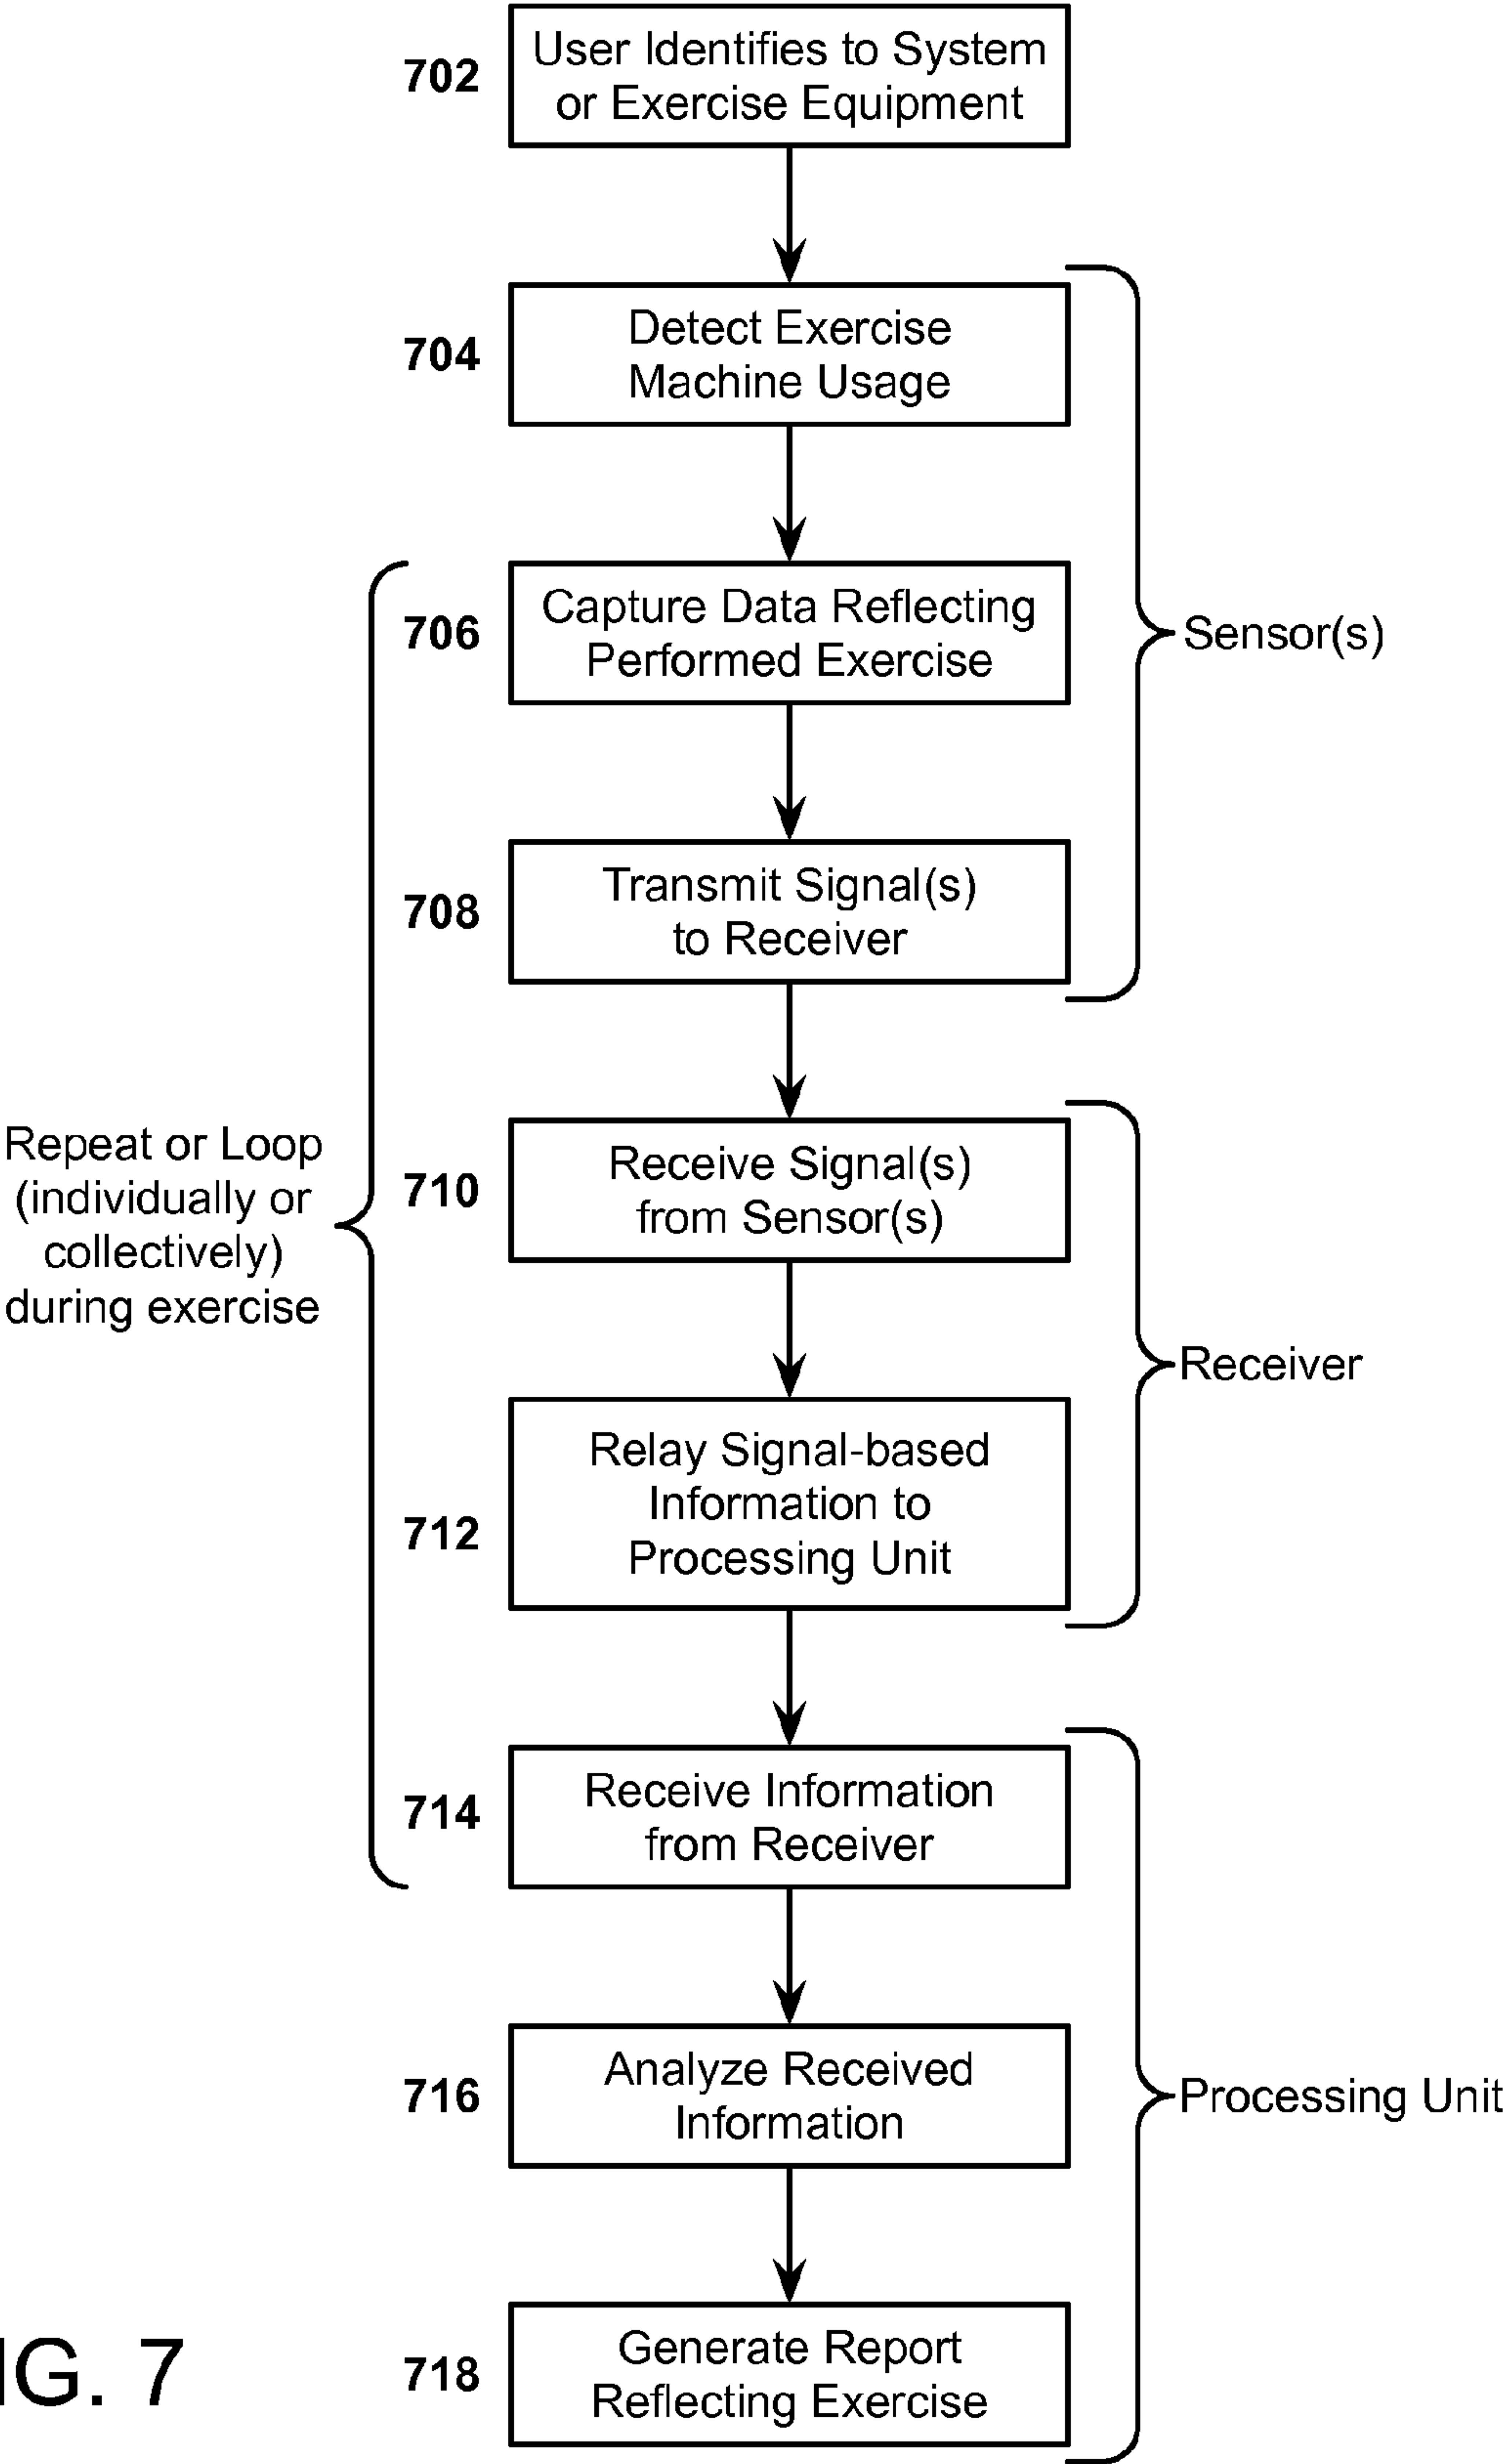 702
User Identifies to System
or Exercise Equipment
704
Detect Exercise
Machine Usage
706
Capture Data Reflecting
Performed Exercise
Sensor(s)
708
Transmit Signal(s)
to Receiver
Repeat or Loop
(individually or
collectively)
during exercise
710
Receive Signal(s)
from Sensor(s)
Receiver
712
Relay Signal-based
Information to
Processing Unit
714
Receive Information
from Receiver
716
Analyze Received
Information
Processing Unit
718
Generate Report
Reflecting Exercise
IG. 7